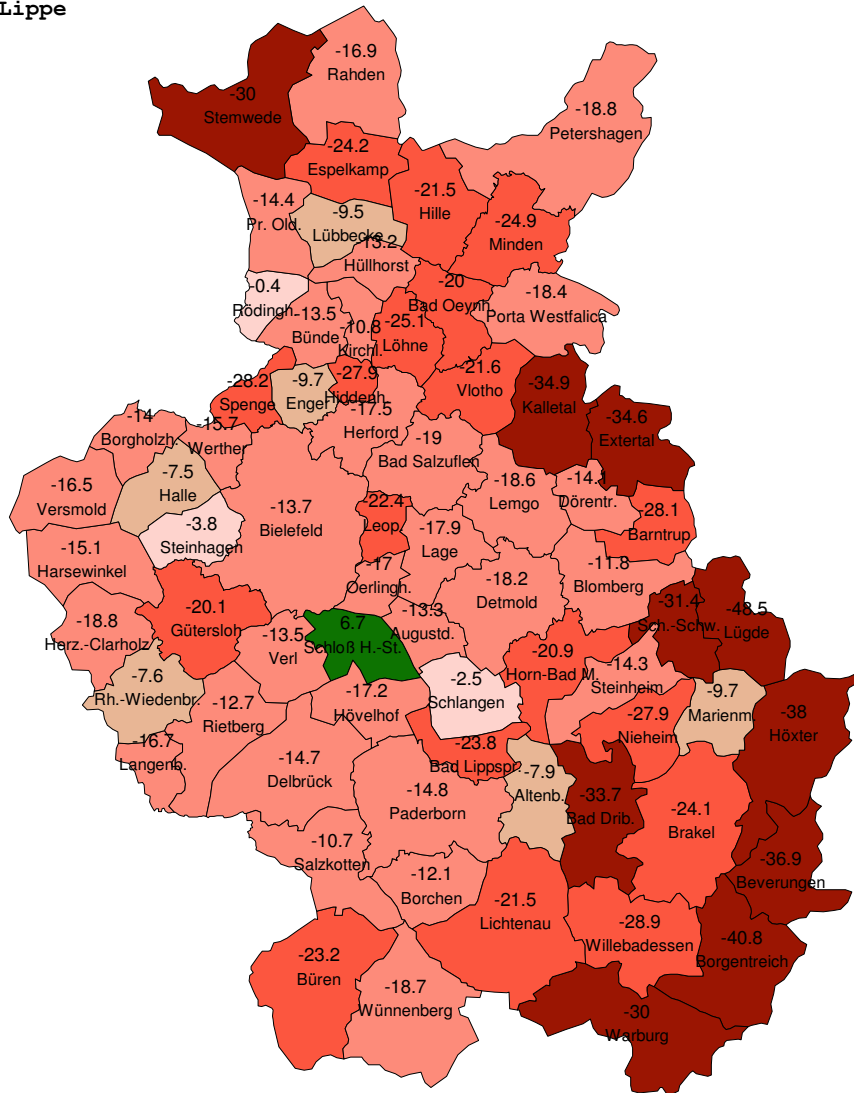 Lippe
-16.9
Rahden
-30
Stemwede
-18.8
Petershagen
-24.2
Espelkamp
-21.5
Hille
-14.4
Pr. Old.
-9.5
Lübbecke
-24.9
Minden
-13.2
Hüllhorst
-0.4
Rödingh.
-20
Bad Oeynh.
-18.4
Porta Westfalica
-13.5
Bünde
-10.8
Kirchl.
-25.1
Löhne
-28.2
Spenge
-9.7
Enger
-27.9
Hiddenh.
-21.6
Vlotho
-34.9
Kalletal
-34.6
Extertal
-14
Borgholzh.
-15.7
Werther
-17.5
Herford
-19
Bad Salzuflen
-16.5
Versmold
-7.5
Halle
-18.6
Lemgo
-14.1
Dörentr.
-3.8
Steinhagen
-13.7
Bielefeld
-22.4
Leop.
-17.9
Lage
-28.1
Barntrup
-15.1
Harsewinkel
-17
Oerlingh.
-18.2
Detmold
-11.8
Blomberg
-18.8
Herz.-Clarholz
-20.1
Gütersloh
-13.5
Verl
6.7
Schloß H.-St.
-13.3
Augustd.
-31.4
Sch.-Schw.
-48.5
Lügde
-7.6
Rh.-Wiedenbr.
-12.7
Rietberg
-17.2
Hövelhof
-2.5
Schlangen
-20.9
Horn-Bad M.
-14.3
Steinheim
-9.7
Marienm.
-38
Höxter
-16.7
Langenb.
-14.7
Delbrück
-23.8
Bad Lippspr.
-27.9
Nieheim
-14.8
Paderborn
-7.9
Altenb.
-33.7
Bad Drib.
-24.1
Brakel
-10.7
Salzkotten
-12.1
Borchen
-36.9
Beverungen
-21.5
Lichtenau
-28.9
Willebadessen
-40.8
Borgentreich
-23.2
Büren
-18.7
Wünnenberg
-30
Warburg